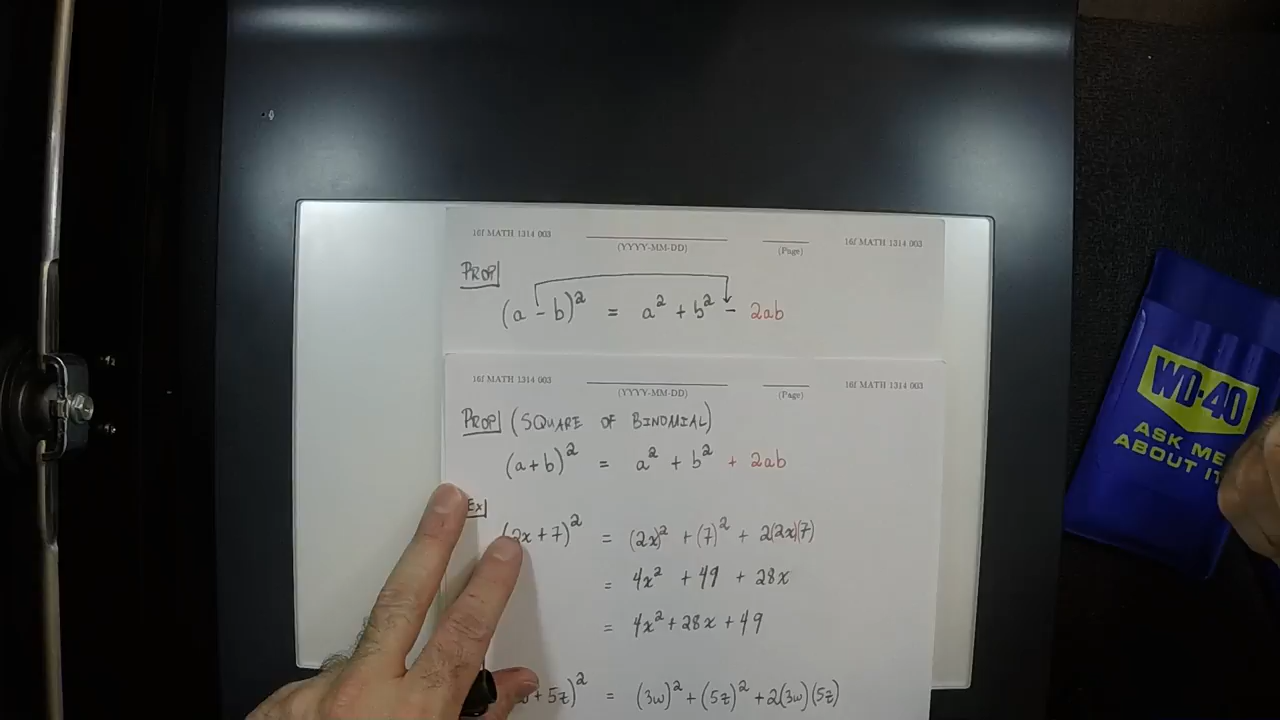 16f MATH 1314 003 (YYYY-MM-DD) (Page) 16f MATH 1314 003
PROP
(a - b)² = a² + b² - 2ab
16f MATH 1314 003 (YYYY-MM-DD) (Page) 16f MATH 1314 003
PROP (SQUARE OF BINOMIAL)
(a+b)² = a² + b² + 2ab
Ex
(2x+7)² = (2x)² + (7)² + 2(2x)(7)
= 4x² + 49 + 28x
= 4x² + 28x + 49
+ 5z)² = (3w)² + (5z)² + 2(3w)(5z)
WD-40
ASK ME
ABOUT IT